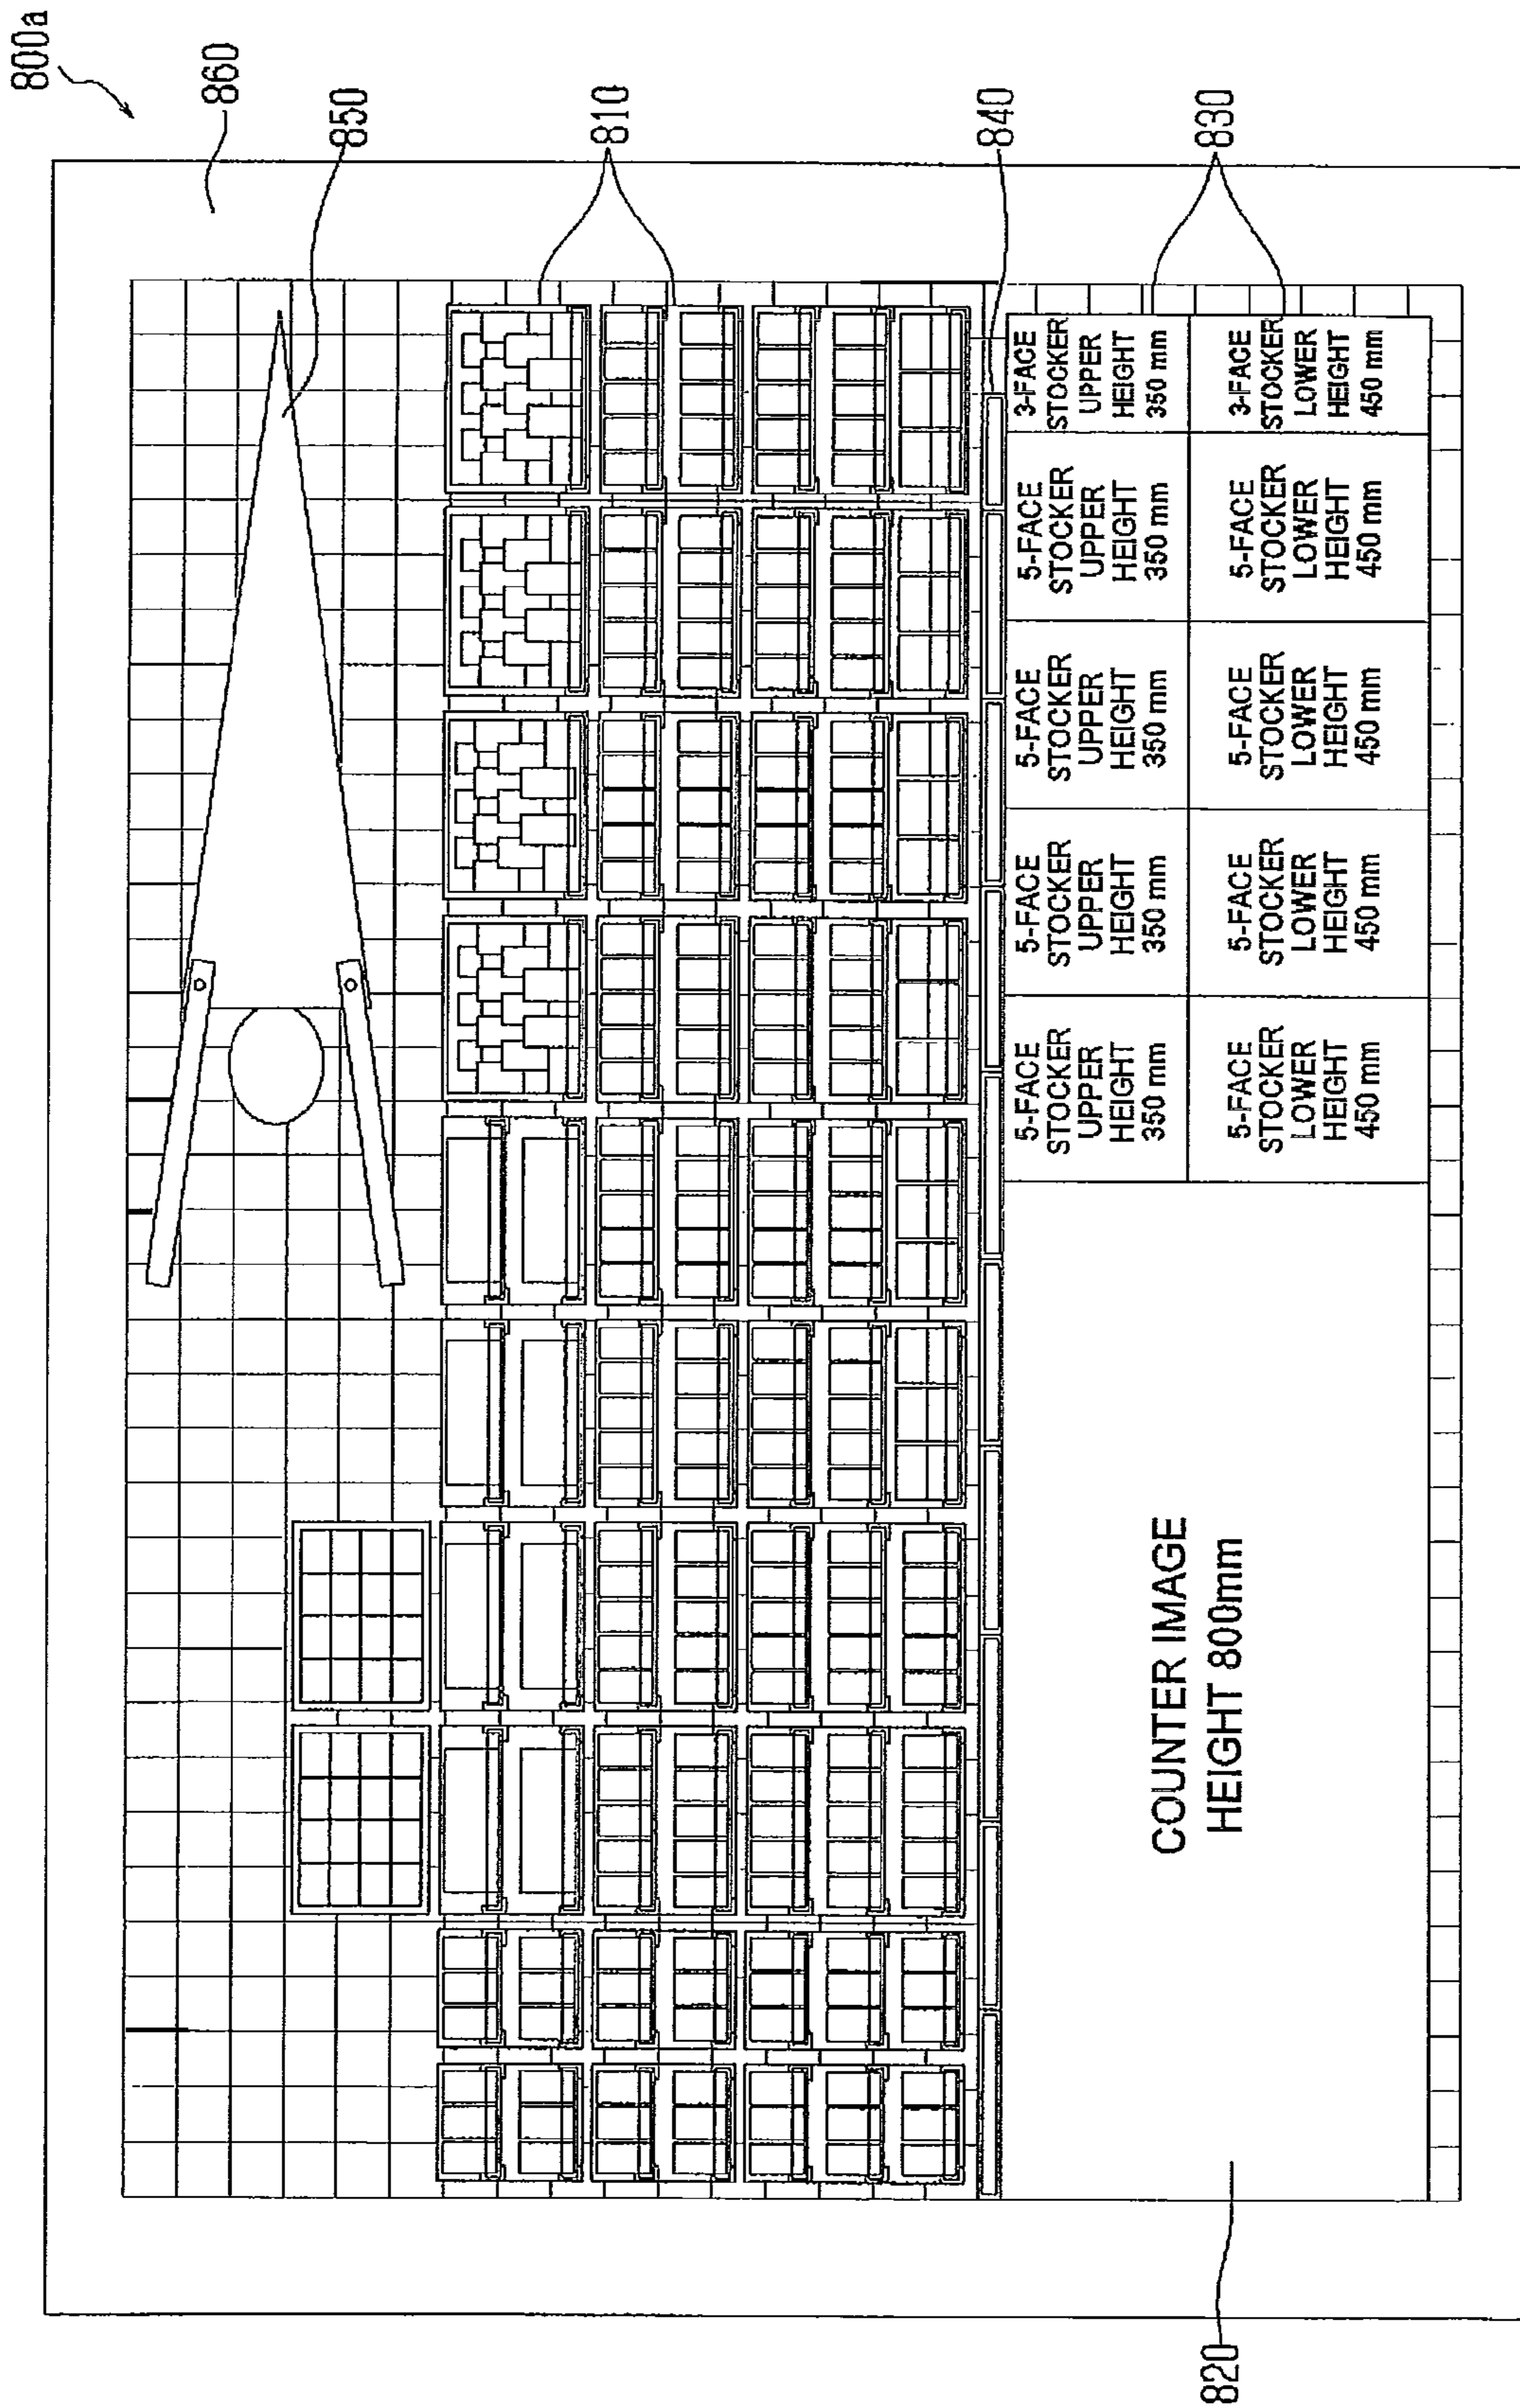 800a
860
850
810
840
830
5-FACE
STOCKER
UPPER
HEIGHT
350 mm
5-FACE
STOCKER
UPPER
HEIGHT
350 mm
5-FACE
STOCKER
UPPER
HEIGHT
350 mm
5-FACE
STOCKER
UPPER
HEIGHT
350 mm
3-FACE
STOCKER
UPPER
HEIGHT
350 mm
5-FACE
STOCKER
LOWER
HEIGHT
450 mm
5-FACE
STOCKER
LOWER
HEIGHT
450 mm
5-FACE
STOCKER
LOWER
HEIGHT
450 mm
5-FACE
STOCKER
LOWER
HEIGHT
450 mm
3-FACE
STOCKER
LOWER
HEIGHT
450 mm
COUNTER IMAGE
HEIGHT 800mm
820